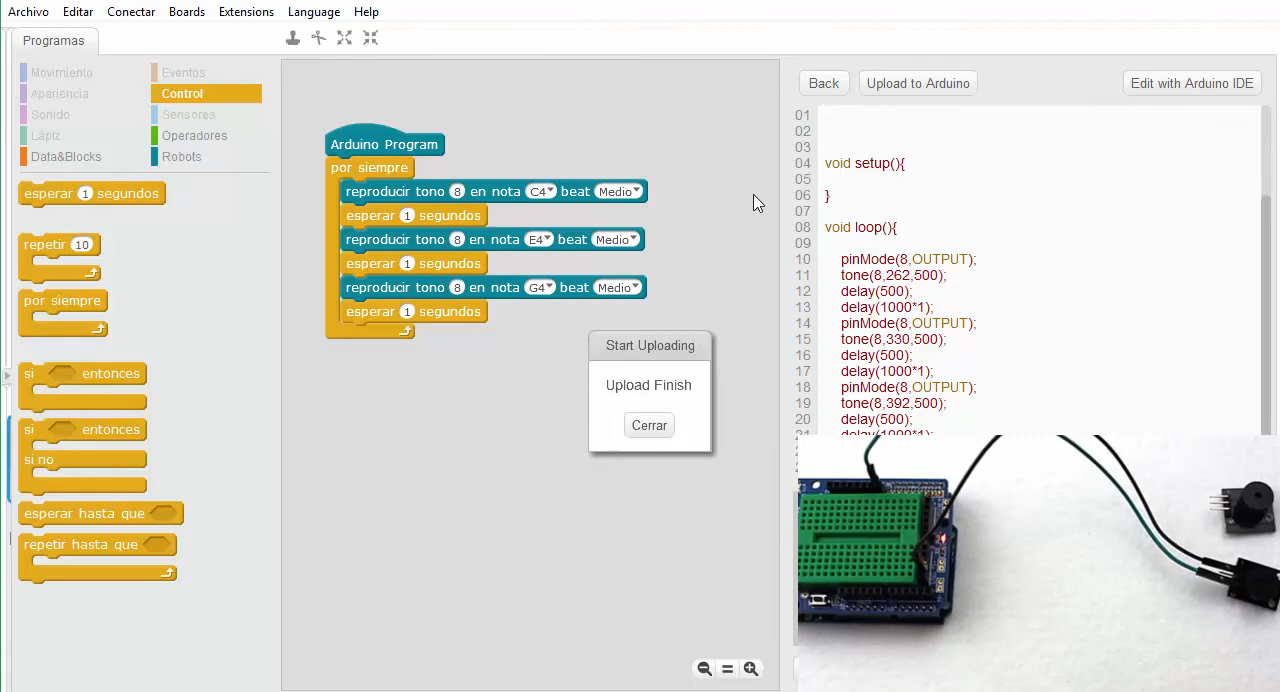 Archivo Editar Conectar Boards Extensions Language Help
Programas
Movimiento Eventos
Apariencia Control
Sonido Sensores
Lápiz Operadores
Data&Blocks Robots
esperar 1 segundos
repetir 10
por siempre
si entonces
si entonces
si no
esperar hasta que
repetir hasta que
Arduino Program
por siempre
reproducir tono 8 en nota C4 beat Medio
esperar 1 segundos
reproducir tono 8 en nota E4 beat Medio
esperar 1 segundos
reproducir tono 8 en nota G4 beat Medio
esperar 1 segundos
Start Uploading
Upload Finish
Cerrar
Back Upload to Arduino Edit with Arduino IDE
01
02
03
04 void setup(){
05
06 }
07
08 void loop(){
09
10 pinMode(8,OUTPUT);
11 tone(8,262,500);
12 delay(500);
13 delay(1000*1);
14 pinMode(8,OUTPUT);
15 tone(8,330,500);
16 delay(500);
17 delay(1000*1);
18 pinMode(8,OUTPUT);
19 tone(8,392,500);
20 delay(500);
21 delay(1000*1);